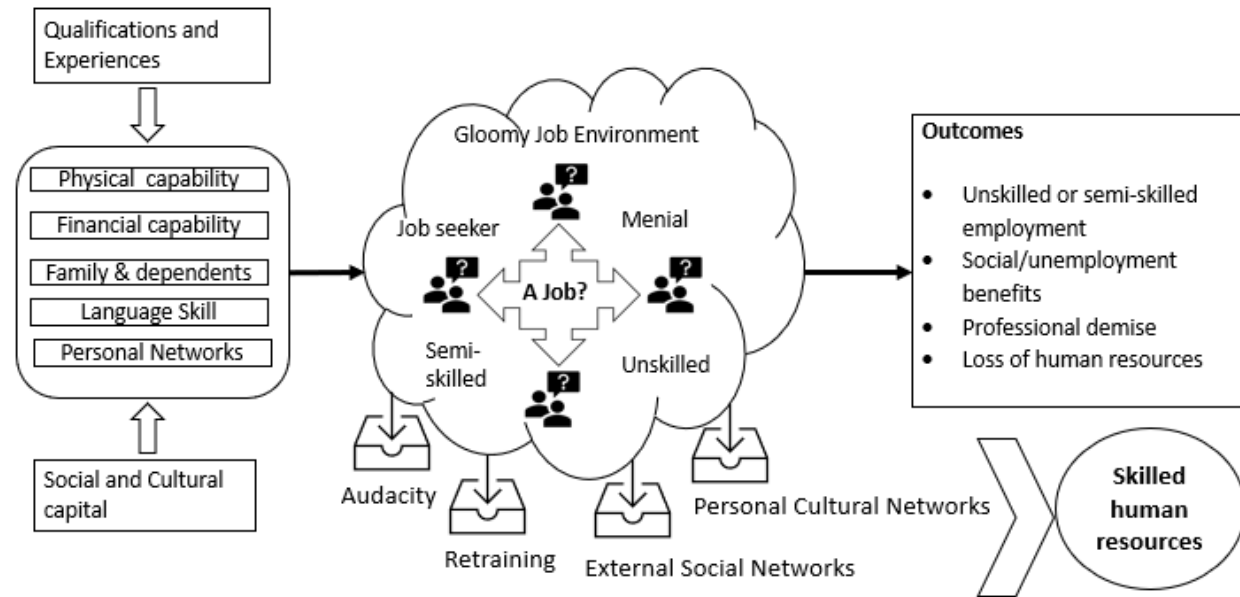 Qualifications and
Experiences
Physical capability
Financial capability
Family & dependents
Language Skill
Personal Networks
Social and Cultural
capital
Gloomy Job Environment
?
Job seeker
Menial
?
A Job?
?
Semi-
skilled
Unskilled
?
Audacity
Retraining
External Social Networks
Personal Cultural Networks
Outcomes
• Unskilled or semi-skilled
employment
• Social/unemployment
benefits
• Professional demise
• Loss of human resources
Skilled
human
resources